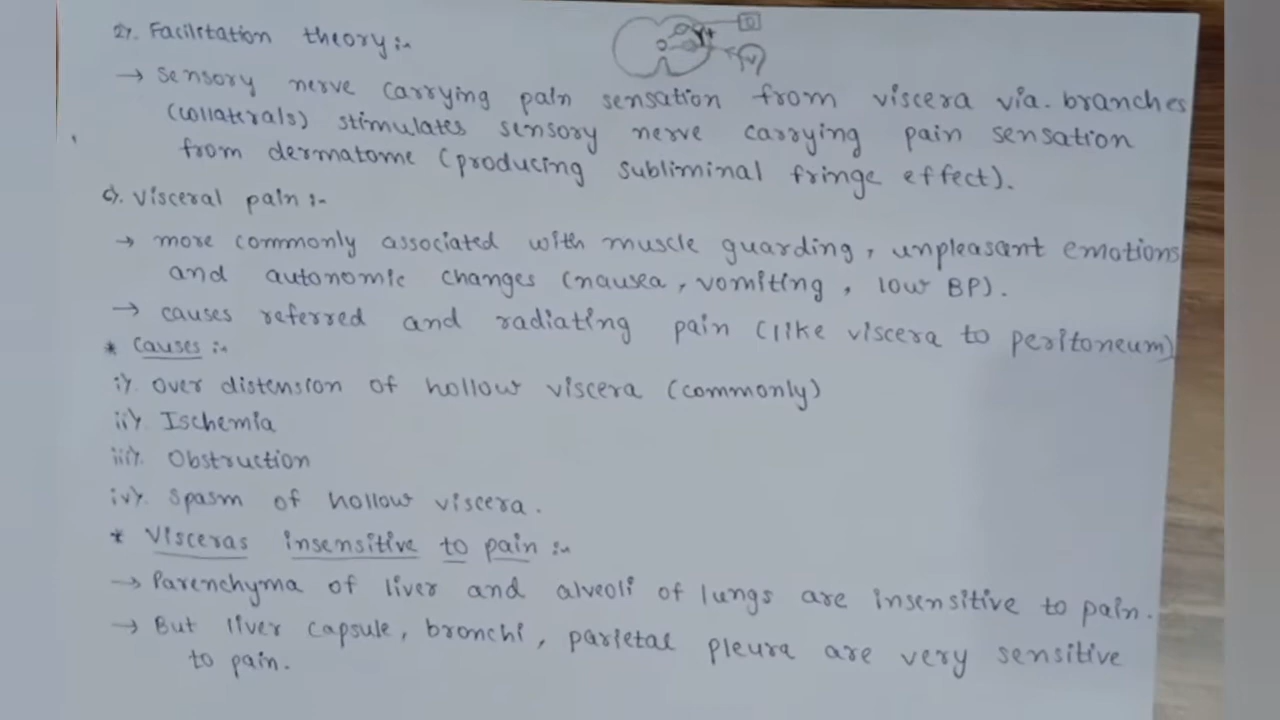 2). Facilitation theory :-
→ Sensory nerve carrying pain sensation from viscera via. branches
(collaterals) stimulates sensory nerve carrying pain sensation
from dermatome (producing subliminal fringe effect).
c). Visceral pain :-
→ more commonly associated with muscle guarding, unpleasant emotions
and autonomic changes (nausea, vomiting, low BP).
→ causes referred and radiating pain (like viscera to peritoneum)
* Causes :-
i). over distension of hollow viscera (commonly)
ii). Ischemia
iii). Obstruction
iv). Spasm of hollow viscera.
* Visceras insensitive to pain :-
→ Parenchyma of liver and alveoli of lungs are insensitive to pain.
→ But liver capsule, bronchi, parietal pleura are very sensitive
to pain.